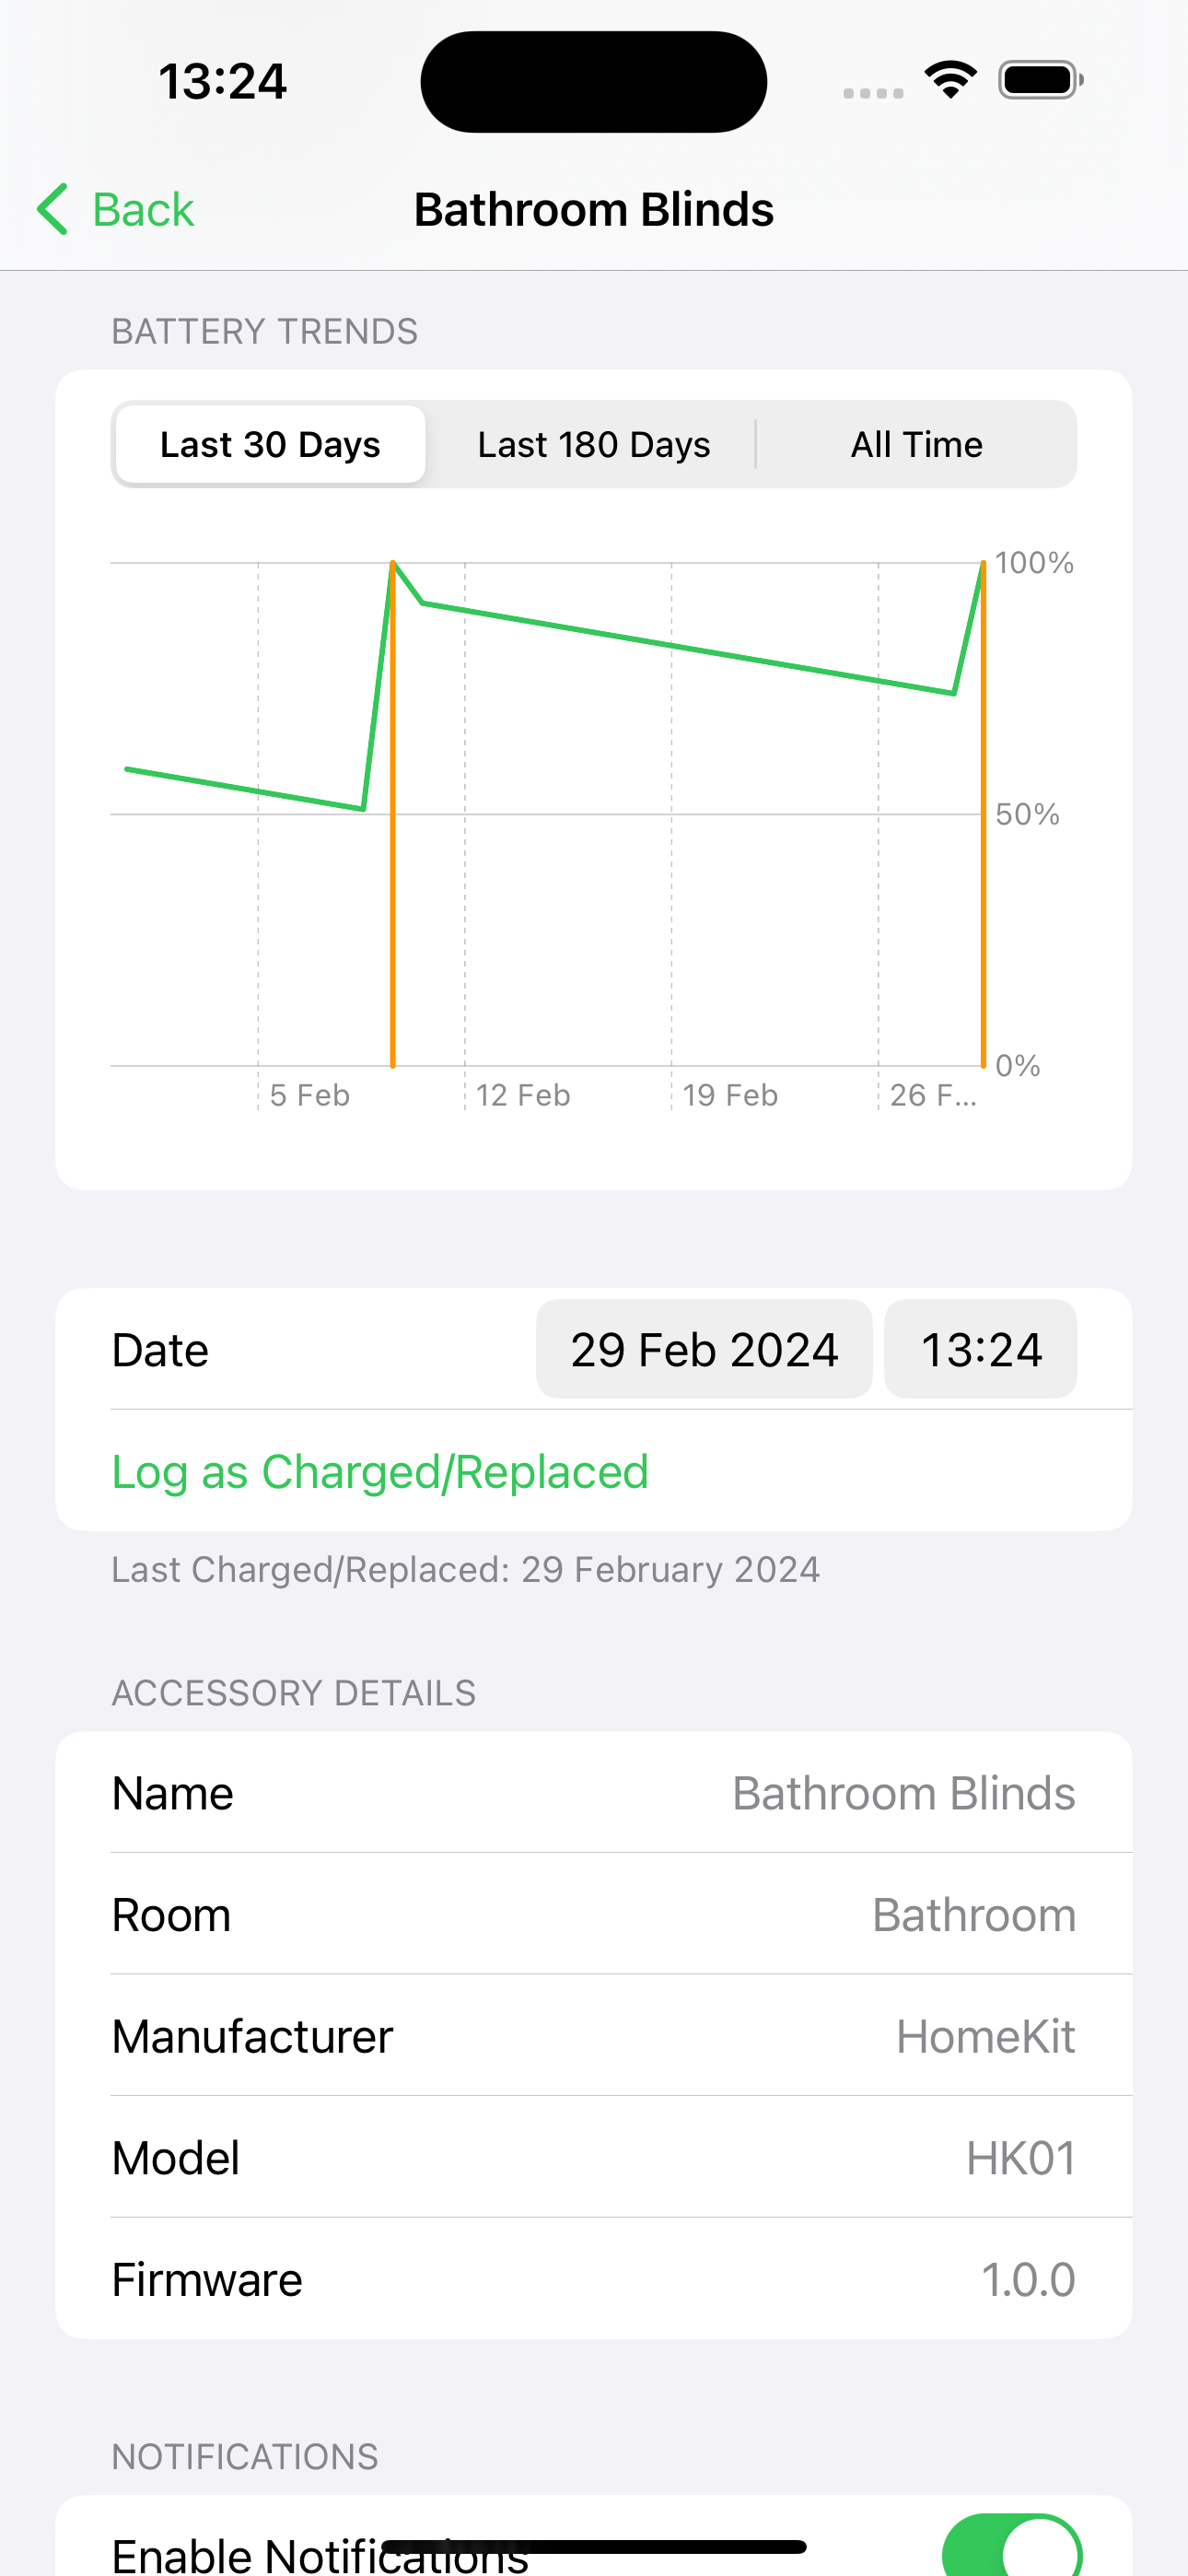 13:24
Back
Bathroom Blinds
BATTERY TRENDS
Last 30 Days
Last 180 Days
All Time
100%
50%
0%
5 Feb
12 Feb
19 Feb
26 F...
Date
29 Feb 2024
13:24
Log as Charged/Replaced
Last Charged/Replaced: 29 February 2024
ACCESSORY DETAILS
Name
Bathroom Blinds
Room
Bathroom
Manufacturer
HomeKit
Model
HK01
Firmware
1.0.0
NOTIFICATIONS
Enable Notifications